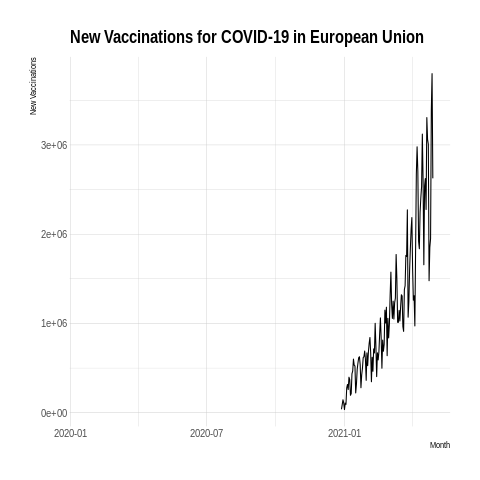 New Vaccinations for COVID-19 in European Union
New Vaccinations
3e+06
2e+06
1e+06
0e+00
2020-01 2020-07 2021-01
Month